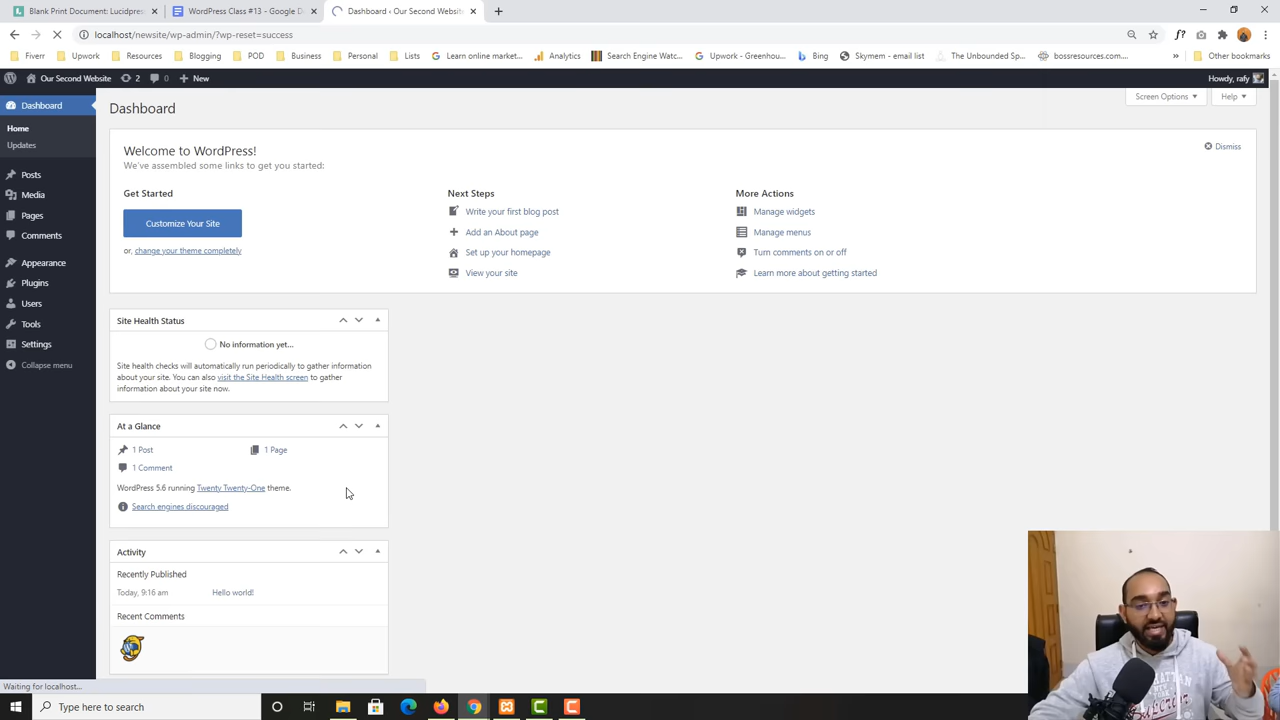 Blank Print Document: Lucidpres
WordPress Class #13 - Google D
Dashboard ‹ Our Second Website
localhost/newsite/wp-admin/?wp-reset=success
Fiverr
Upwork
Resources
Blogging
POD
Business
Personal
Lists
Learn online market...
Analytics
Search Engine Watc...
Upwork - Greenhou...
Bing
Skymem - email list
The Unbounded Sp...
bossresources.com...
»
Other bookmarks
Our Second Website
2
0
New
Howdy, rafy
Dashboard
Home
Updates
Posts
Media
Pages
Comments
Appearance
Plugins
Users
Tools
Settings
Collapse menu
Dashboard
Screen Options
Help
Welcome to WordPress!
We've assembled some links to get you started:
Dismiss
Get Started
Customize Your Site
or, change your theme completely
Next Steps
Write your first blog post
Add an About page
Set up your homepage
View your site
More Actions
Manage widgets
Manage menus
Turn comments on or off
Learn more about getting started
Site Health Status
No information yet...
Site health checks will automatically run periodically to gather information
about your site. You can also visit the Site Health screen to gather
information about your site now.
At a Glance
1 Post
1 Page
1 Comment
WordPress 5.6 running Twenty Twenty-One theme.
Search engines discouraged
Activity
Recently Published
Today, 9:16 am
Hello world!
Recent Comments
Waiting for localhost...
Type here to search